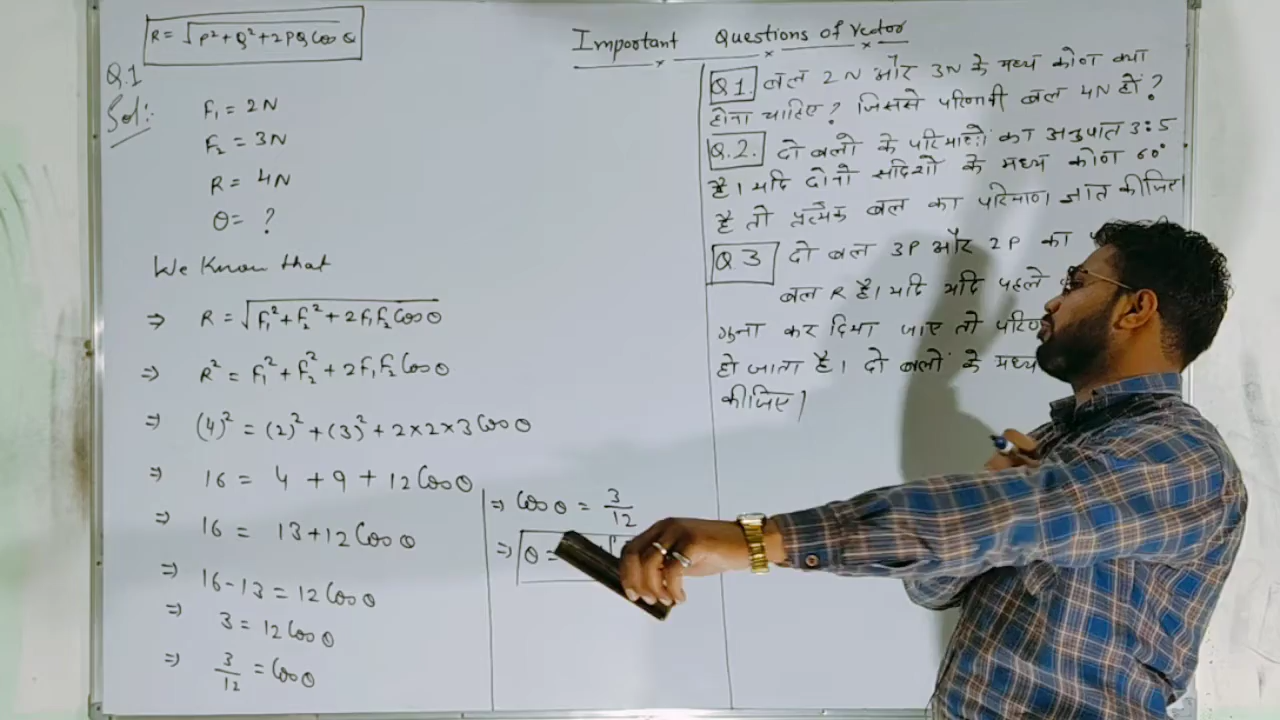 R = √P² + Q² + 2PQ Cos θ
Important Questions of Vector
Q.1
Sol:
F₁ = 2N
F₂ = 3N
R = 4N
θ = ?
We Know that
⇒ R = √F₁² + F₂² + 2F₁F₂ Cos θ
⇒ R² = F₁² + F₂² + 2F₁F₂ Cos θ
⇒ (4)² = (2)² + (3)² + 2×2×3 Cos θ
⇒ 16 = 4 + 9 + 12 Cos θ
⇒ 16 = 13 + 12 Cos θ
⇒ 16 - 13 = 12 Cos θ
⇒ 3 = 12 Cos θ
⇒ 3/12 = Cos θ
⇒ Cos θ = 3/12
⇒ θ =
Q 1. बल 2N और 3N के मध्य कोण क्या
होना चाहिए ? जिससे परिणामी बल 4N हो ?
Q.2. दो बलों के परिमाणों का अनुपात 3:5
है। यदि दोनो सदिशों के मध्य कोण 60°
है तो प्रत्येक बल का परिमाण ज्ञात कीजिए।
Q 3 दो बल 3P और 2P का
बल R है। यदि यदि पहले
गुना कर दिया जाए तो
हो जाता है। दो बलों के मध्य
कीजिए।